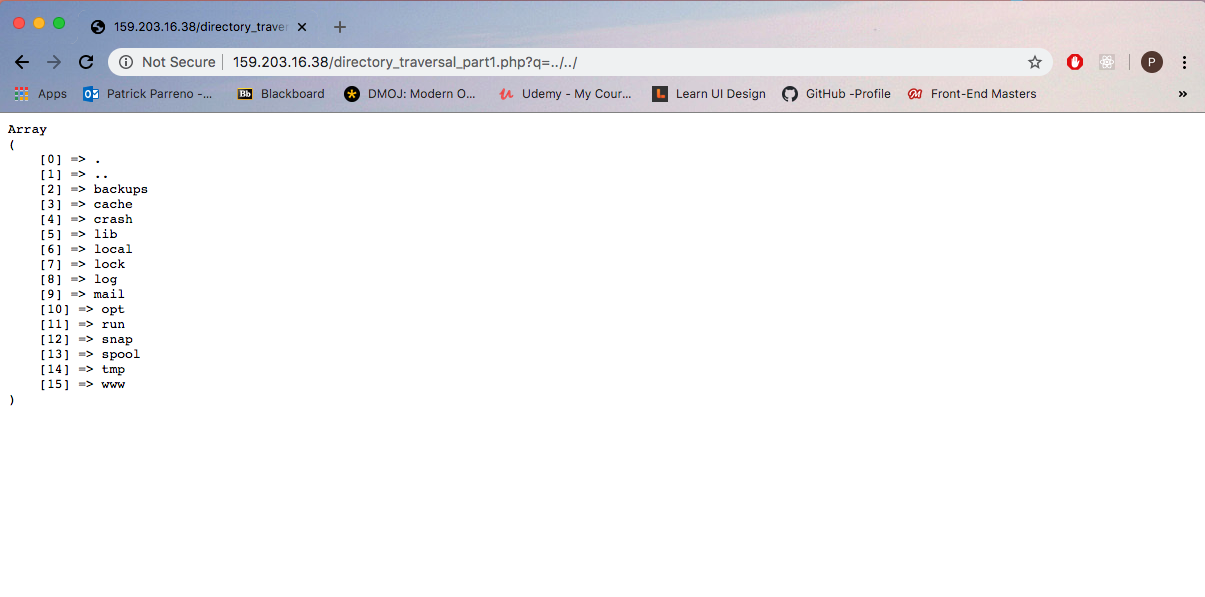 159.203.16.38/directory_trave
Not Secure 159.203.16.38/directory_traversal_part1.php?q=../../
P
Apps Patrick Parreno -... Bb Blackboard DMOJ: Modern O... Udemy - My Cour... L Learn UI Design GitHub -Profile Front-End Masters »
Array
(
[0] => .
[1] => ..
[2] => backups
[3] => cache
[4] => crash
[5] => lib
[6] => local
[7] => lock
[8] => log
[9] => mail
[10] => opt
[11] => run
[12] => snap
[13] => spool
[14] => tmp
[15] => www
)